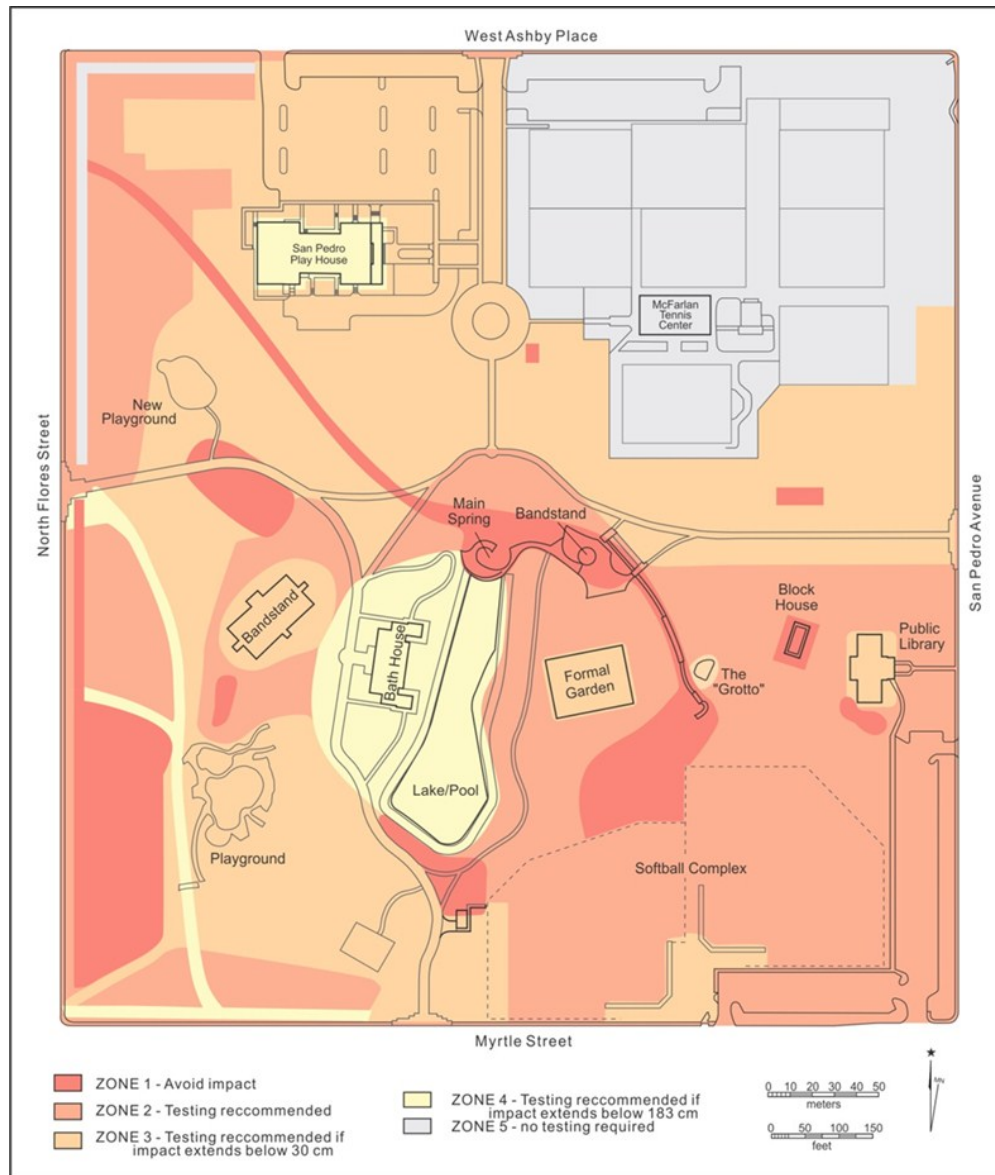 West Ashby Place
San Pedro
Play House
McFarlan
Tennis
Center
New
Playground
North Flores Street
San Pedro Avenue
Main
Spring
Bandstand
Block
House
Public
Library
Bandstand
Bath House
Formal
Garden
The
"Grotto"
Lake/Pool
Playground
Softball Complex
Myrtle Street
ZONE 1 - Avoid impact
ZONE 2 - Testing reccommended
ZONE 3 - Testing reccommended if
impact extends below 30 cm
ZONE 4 - Testing reccommended if
impact extends below 183 cm
ZONE 5 - no testing required
0 10 20 30 40 50
meters
0 50 100 150
feet
MN